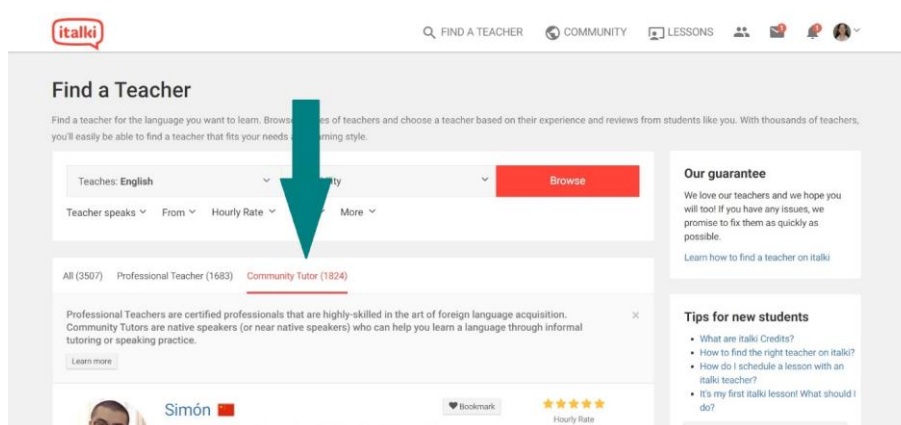 italki
FIND A TEACHER COMMUNITY LESSONS
Find a Teacher
Find a teacher for the language you want to learn. Browse of teachers and choose a teacher based on their experience and reviews from students like you. With thousands of teachers,
you'll easily be able to find a teacher that fits your needs style.
Teaches: English Browse
Teacher speaks From Hourly Rate More
All (3507) Professional Teacher (1683) Community Tutor (1824)
Professional Teachers are certified professionals that are highly-skilled in the art of foreign language acquisition.
Community Tutors are native speakers (or near native speakers) who can help you learn a language through informal
tutoring or speaking practice.
Learn more
Simón
Bookmark
Hourly Rate
Our guarantee
We love our teachers and we hope you
will too! If you have any issues, we
promise to fix them as quickly as
possible.
Learn how to find a teacher on italki
Tips for new students
What are italki Credits?
How to find the right teacher on italki?
How do I schedule a lesson with an
italki teacher?
It's my first italki lesson! What should I
do?